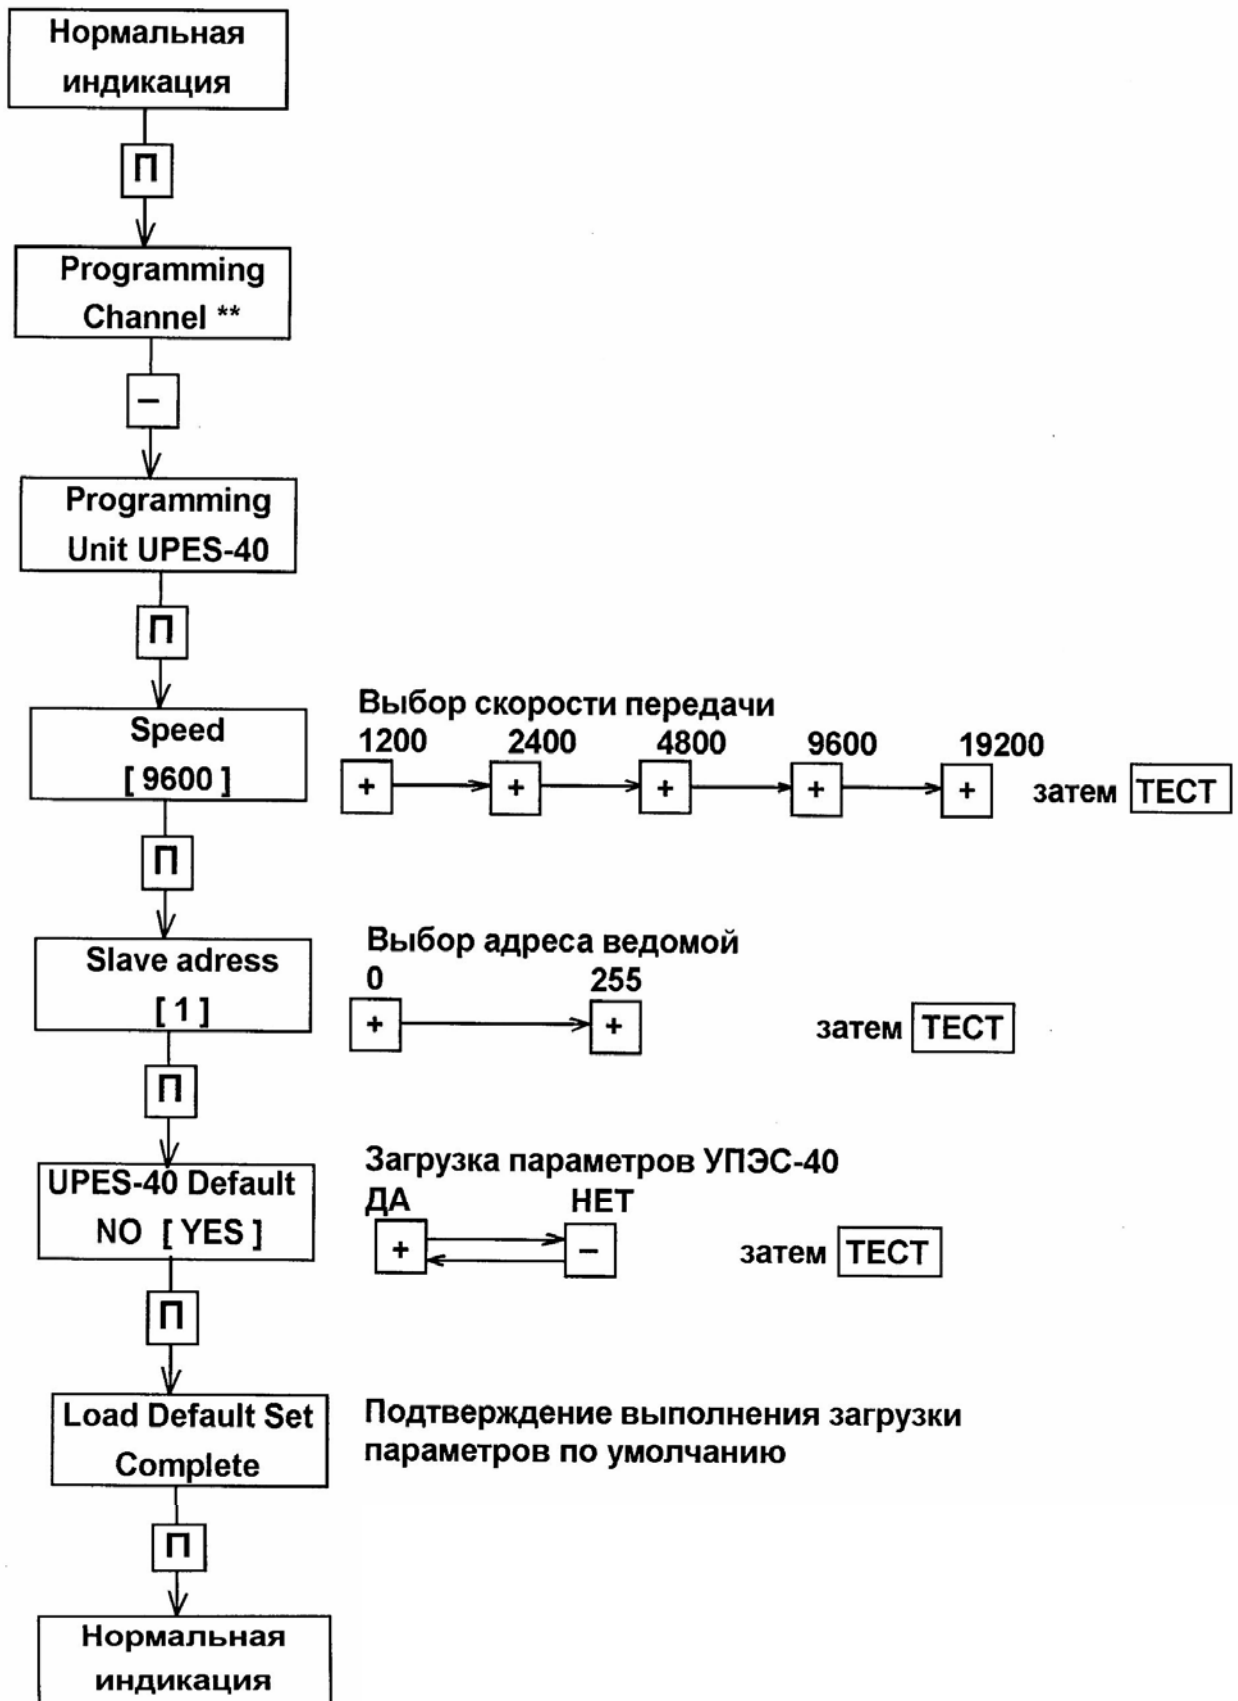 Нормальная
индикация
П
Programming
Channel **
–
Programming
Unit UPES-40
П
Speed
[ 9600 ]
Выбор скорости передачи
1200 2400 4800 9600 19200
+ + + + + затем ТЕСТ
П
Slave adress
[ 1 ]
Выбор адреса ведомой
0 255
+ + затем ТЕСТ
П
UPES-40 Default
NO [ YES ]
Загрузка параметров УПЭС-40
ДА НЕТ
+ – затем ТЕСТ
П
Load Default Set
Complete
Подтверждение выполнения загрузки
параметров по умолчанию
П
Нормальная
индикация